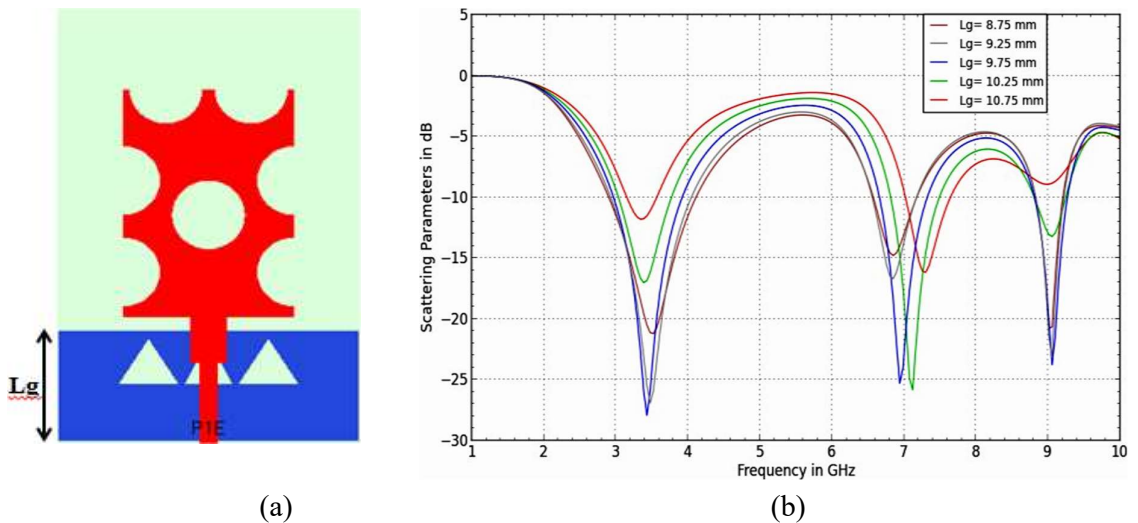 Lg
P1E
5
0
−5
−10
−15
−20
−25
−30
1 2 3 4 5 6 7 8 9 10
Scattering Parameters in dB
Frequency in GHz
Lg= 8.75 mm
Lg= 9.25 mm
Lg= 9.75 mm
Lg= 10.25 mm
Lg= 10.75 mm
(a) (b)